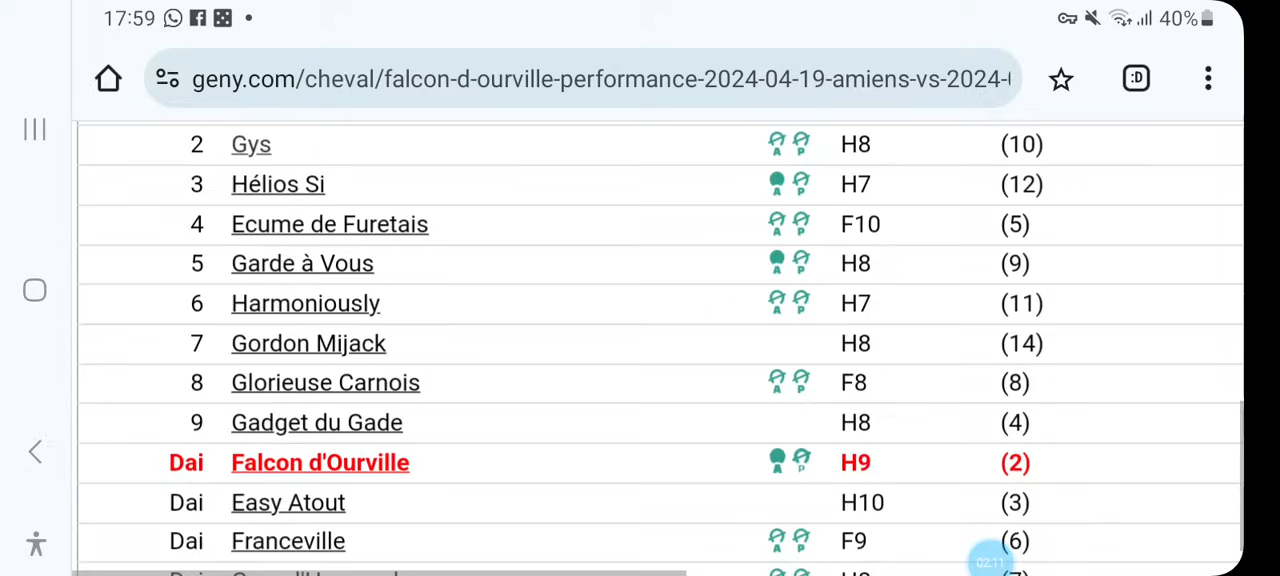 17:59 40%
geny.com/cheval/falcon-d-ourville-performance-2024-04-19-amiens-vs-2024-
2 Gys A P H8 (10)
3 Hélios Si A P H7 (12)
4 Ecume de Furetais A P F10 (5)
5 Garde à Vous A P H8 (9)
6 Harmoniously A P H7 (11)
7 Gordon Mijack H8 (14)
8 Glorieuse Carnois A P F8 (8)
9 Gadget du Gade H8 (4)
Dai Falcon d'Ourville A P H9 (2)
Dai Easy Atout H10 (3)
Dai Franceville A P F9 (6)
02:11